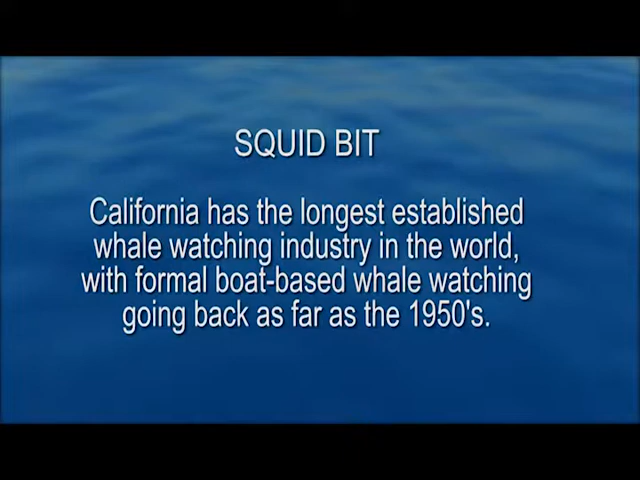 SQUID BIT
California has the longest established
whale watching industry in the world,
with formal boat-based whale watching
going back as far as the 1950's.